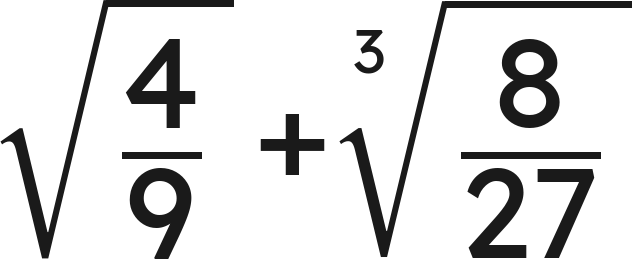 √(4/9) + ∛(8/27)